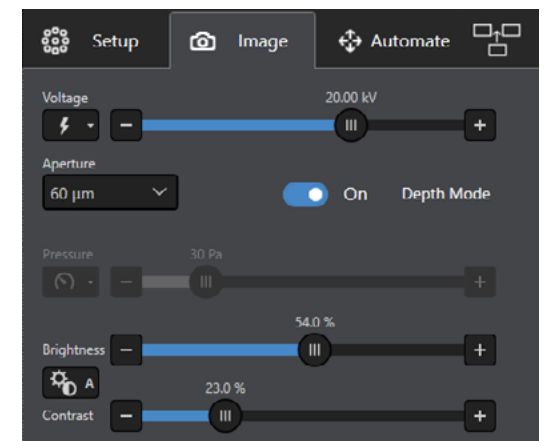 Setup Image Automate
Voltage 20.00 kV
Aperture
60 µm On Depth Mode
Pressure 30 Pa
54.0 %
Brightness
A
23.0 %
Contrast